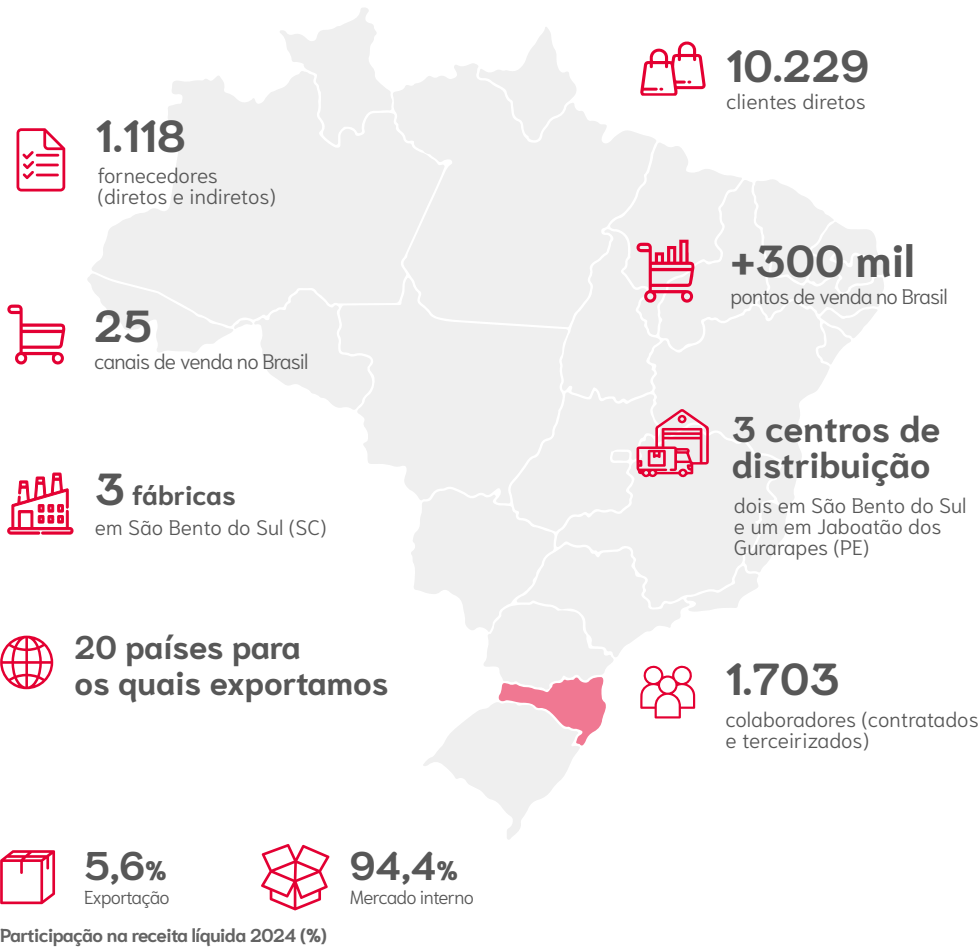 1.118
fornecedores
(diretos e indiretos)
25
canais de venda no Brasil
3 fábricas
em São Bento do Sul (SC)
20 países para
os quais exportamos
10.229
clientes diretos
+300 mil
pontos de venda no Brasil
3 centros de
distribuição
dois em São Bento do Sul
e um em Jaboatão dos
Gurarapes (PE)
1.703
colaboradores (contratados
e terceirizados)
5,6%
Exportação
94,4%
Mercado interno
Participação na receita líquida 2024 (%)